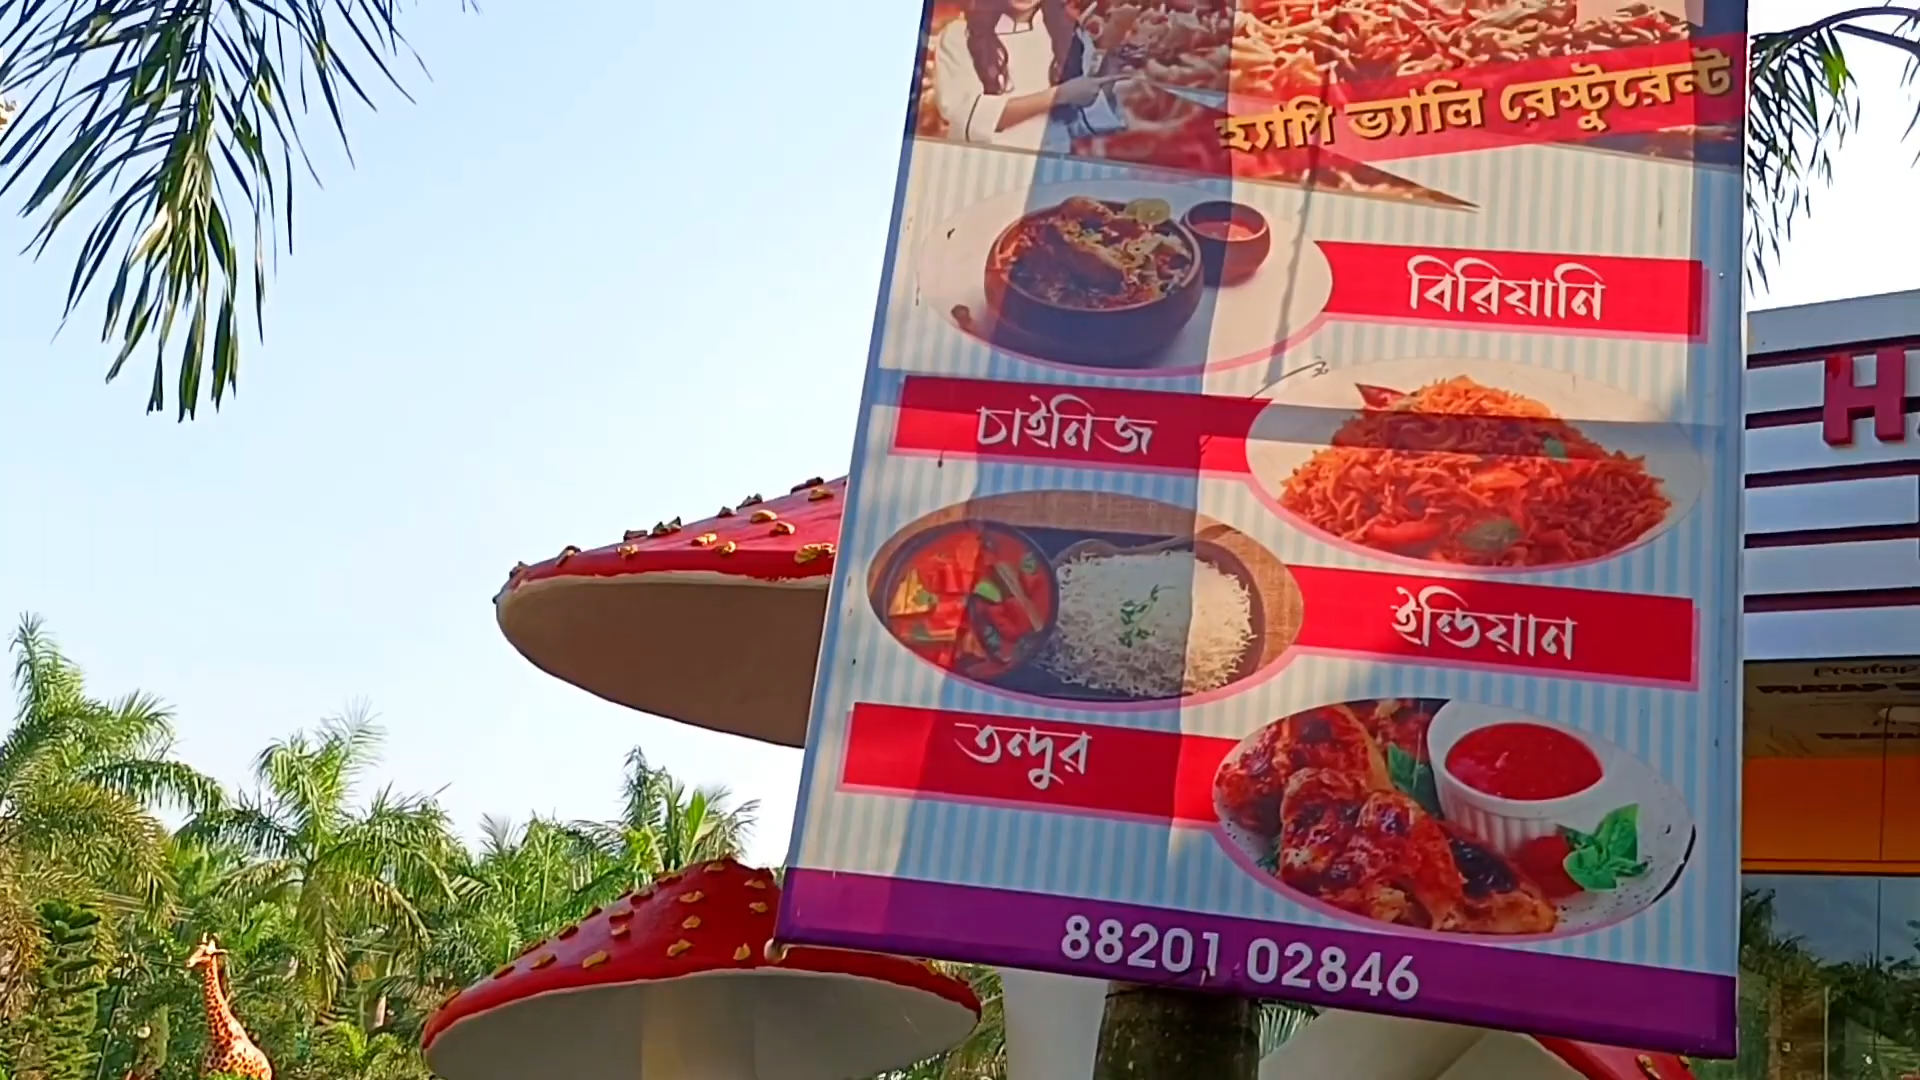 হ্যাপি ভ্যালি রেস্টুরেন্ট
বিরিয়ানি
চাইনিজ
ইন্ডিয়ান
তন্দুর
88201 02846
H